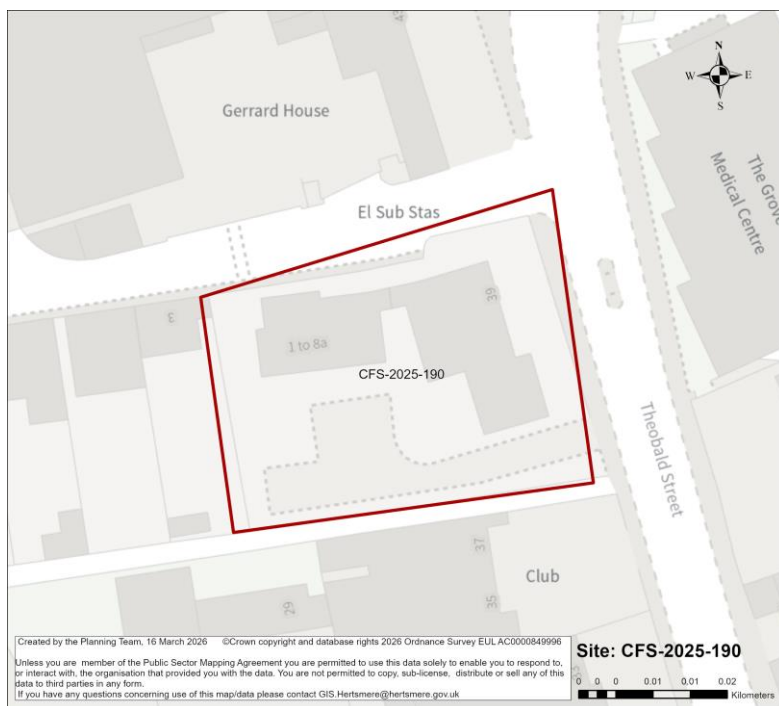 43
Gerrard House
N
W E
S
The Grove
Medical Centre
El Sub Stas
39
3
1 to 8a
CFS-2025-190
Theobald Street
37
Club
29
35
33
Created by the Planning Team, 16 March 2026 ©Crown copyright and database rights 2026 Ordnance Survey EUL AC0000849996
Unless you are member of the Public Sector Mapping Agreement you are permitted to use this data solely to enable you to respond to,
or interact with, the organisation that provided you with the data. You are not permitted to copy, sub-license, distribute or sell any of this
data to third parties in any form.
If you have any questions concerning use of this map/data please contact GIS.Hertsmere@hertsmere.gov.uk
Site: CFS-2025-190
0 0 0.01 0.01 0.02
Kilometers